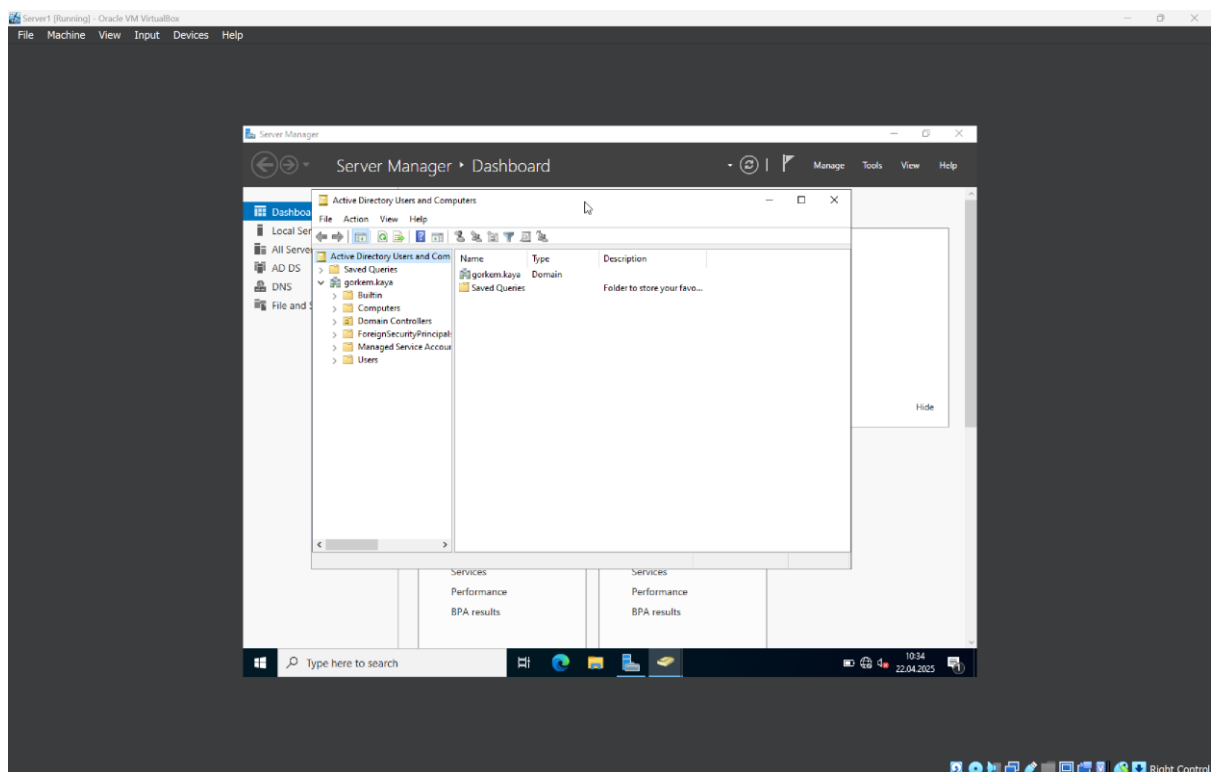 Server1 [Running] - Oracle VM VirtualBox
File Machine View Input Devices Help
Server Manager
Server Manager • Dashboard
Manage Tools View Help
Dashboa
Local Ser
All Server
AD DS
DNS
File and S
Active Directory Users and Computers
File Action View Help
Active Directory Users and Com
Saved Queries
gorkem.kaya
Builtin
Computers
Domain Controllers
ForeignSecurityPrincipals
Managed Service Accour
Users
Name Type Description
gorkem.kaya Domain
Saved Queries Folder to store your favo...
Hide
Services
Performance
BPA results
Services
Performance
BPA results
Type here to search
10:34
22.04.2025
Right Control